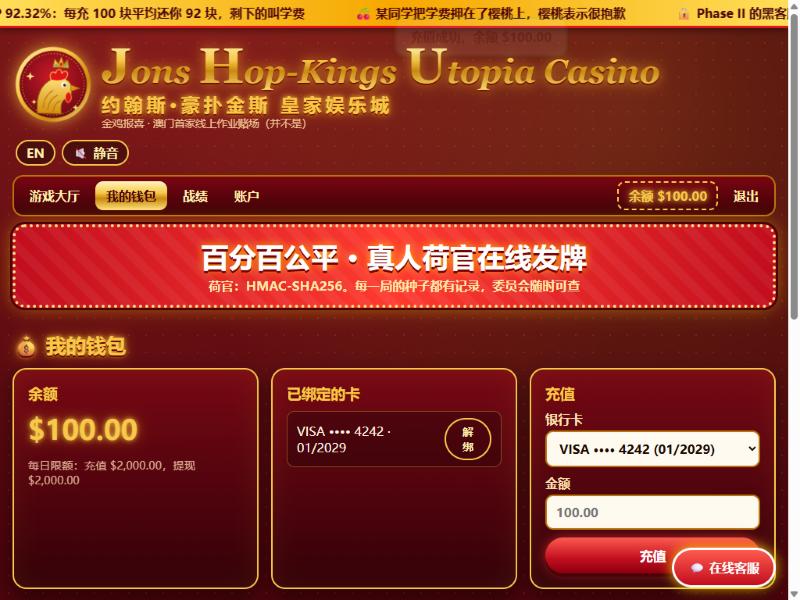 92.32%：每充 100 块平均还你 92 块，剩下的叫学费
某同学把学费押在了樱桃上，樱桃表示很抱歉
Phase II 的黑客
充值成功，余额 $100.00
Jons Hop-Kings Utopia Casino
约翰斯•豪扑金斯 皇家娱乐城
金鸡报喜 · 澳门首家线上作业赌场（并不是）
EN
静音
游戏大厅
我的钱包
战绩
账户
余额 $100.00
退出
百分百公平 · 真人荷官在线发牌
荷官：HMAC-SHA256。每一局的种子都有记录，委员会随时可查
我的钱包
余额
$100.00
每日限额：充值 $2,000.00，提现
$2,000.00
已绑定的卡
VISA •••• 4242 ·
01/2029
解
绑
充值
银行卡
VISA •••• 4242 (01/2029)
金额
100.00
充值
在线客服